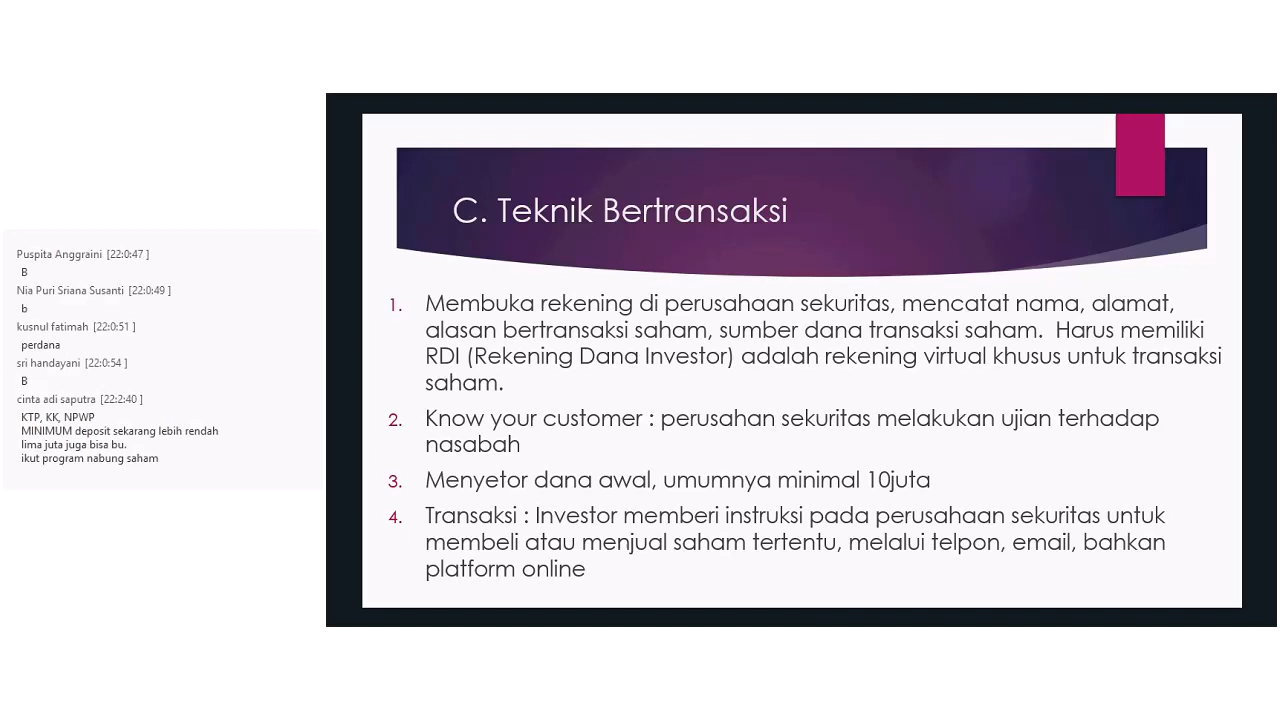 Puspita Anggraini [22:0:47 ]
B
Nia Puri Sriana Susanti [22:0:49 ]
b
kusnul fatimah [22:0:51 ]
perdana
sri handayani [22:0:54 ]
B
cinta adi saputra [22:2:40 ]
KTP, KK, NPWP
MINIMUM deposit sekarang lebih rendah
lima juta juga bisa bu.
ikut program nabung saham
C. Teknik Bertransaksi
1. Membuka rekening di perusahaan sekuritas, mencatat nama, alamat,
alasan bertransaksi saham, sumber dana transaksi saham. Harus memiliki
RDI (Rekening Dana Investor) adalah rekening virtual khusus untuk transaksi
saham.
2. Know your customer : perusahan sekuritas melakukan ujian terhadap
nasabah
3. Menyetor dana awal, umumnya minimal 10juta
4. Transaksi : Investor memberi instruksi pada perusahaan sekuritas untuk
membeli atau menjual saham tertentu, melalui telpon, email, bahkan
platform online